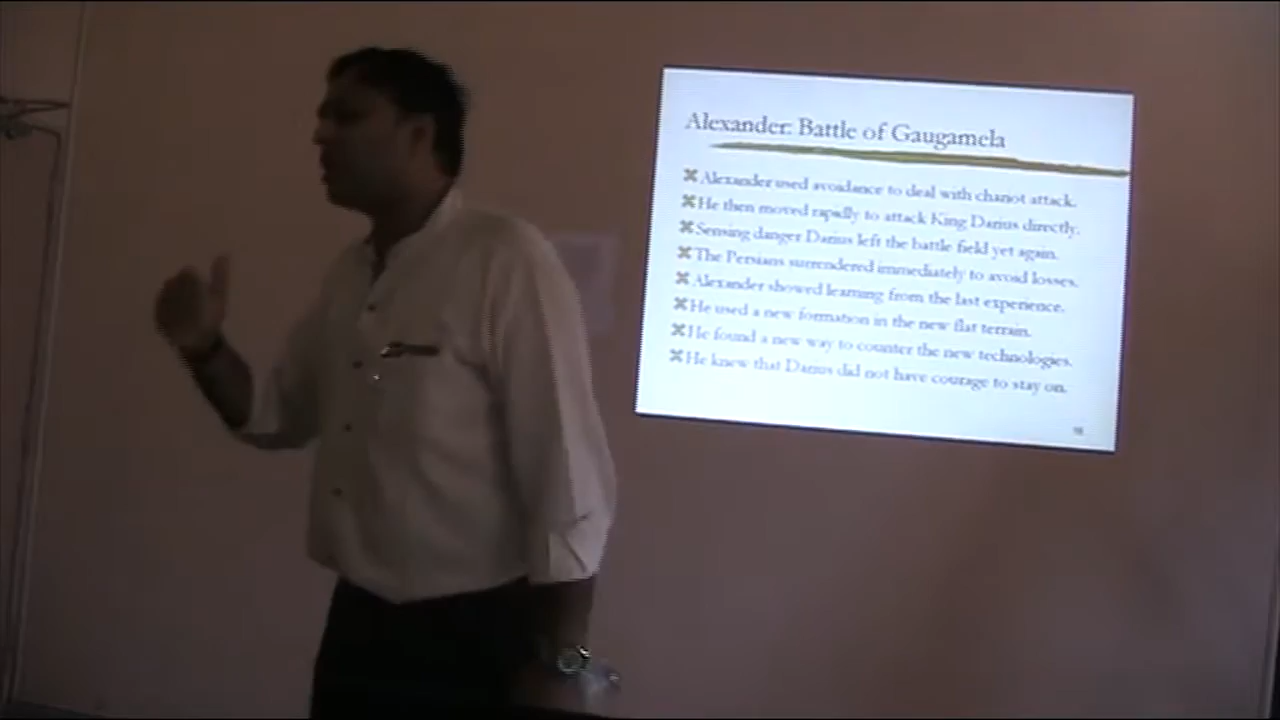 Alexander: Battle of Gaugamela
Alexander used avoidance to deal with chariot attack.
He then moved rapidly to attack King Darius directly.
Sensing danger Darius left the battle field yet again.
The Persians surrendered immediately to avoid losses.
Alexander showed learning from the last experience.
He used a new formation in the new flat terrain.
He found a new way to counter the new technologies.
He knew that Darius did not have courage to stay on.